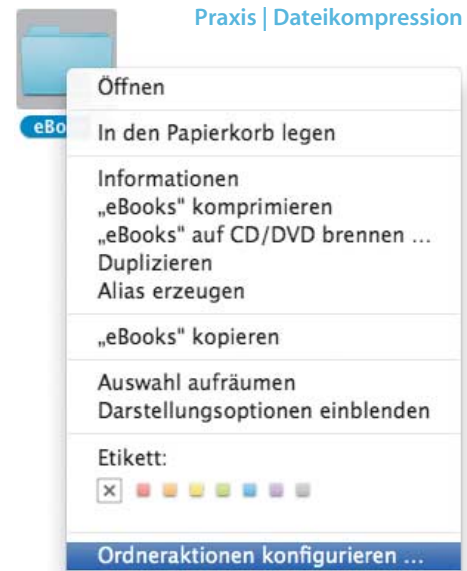 Praxis | Dateikompression
Öffnen
eBo
In den Papierkorb legen
Informationen
„eBooks“ komprimieren
„eBooks“ auf CD/DVD brennen ...
Duplizieren
Alias erzeugen
„eBooks“ kopieren
Auswahl aufräumen
Darstellungsoptionen einblenden
Etikett:
Ordneraktionen konfigurieren ...